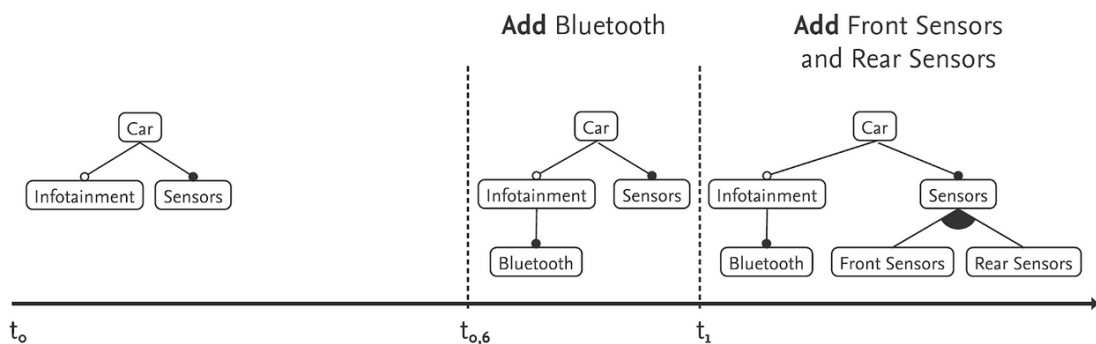 Add Bluetooth
Add Front Sensors
and Rear Sensors
Car
Infotainment
Sensors
Car
Infotainment
Sensors
Bluetooth
Car
Infotainment
Sensors
Bluetooth
Front Sensors
Rear Sensors
t₀
t₀,₆
t₁